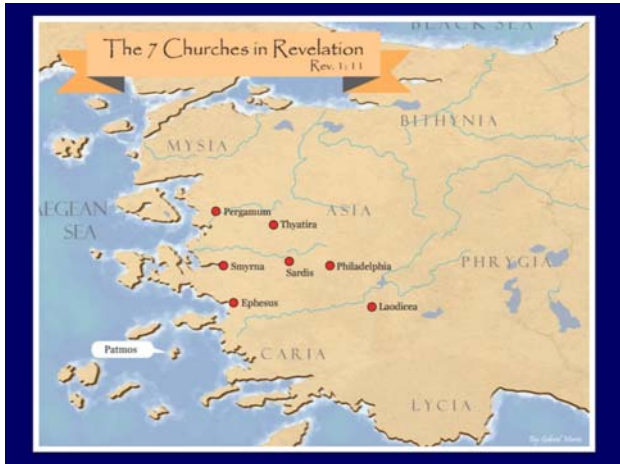 BLACK SEA
The 7 Churches in Revelation
Rev. 1:11
BITHYNIA
MYSIA
AEGEAN
SEA
Pergamum
ASIA
Thyatira
Smyrna
Sardis
Philadelphia
PHRYGIA
Ephesus
Laodicea
Patmos
CARIA
LYCIA